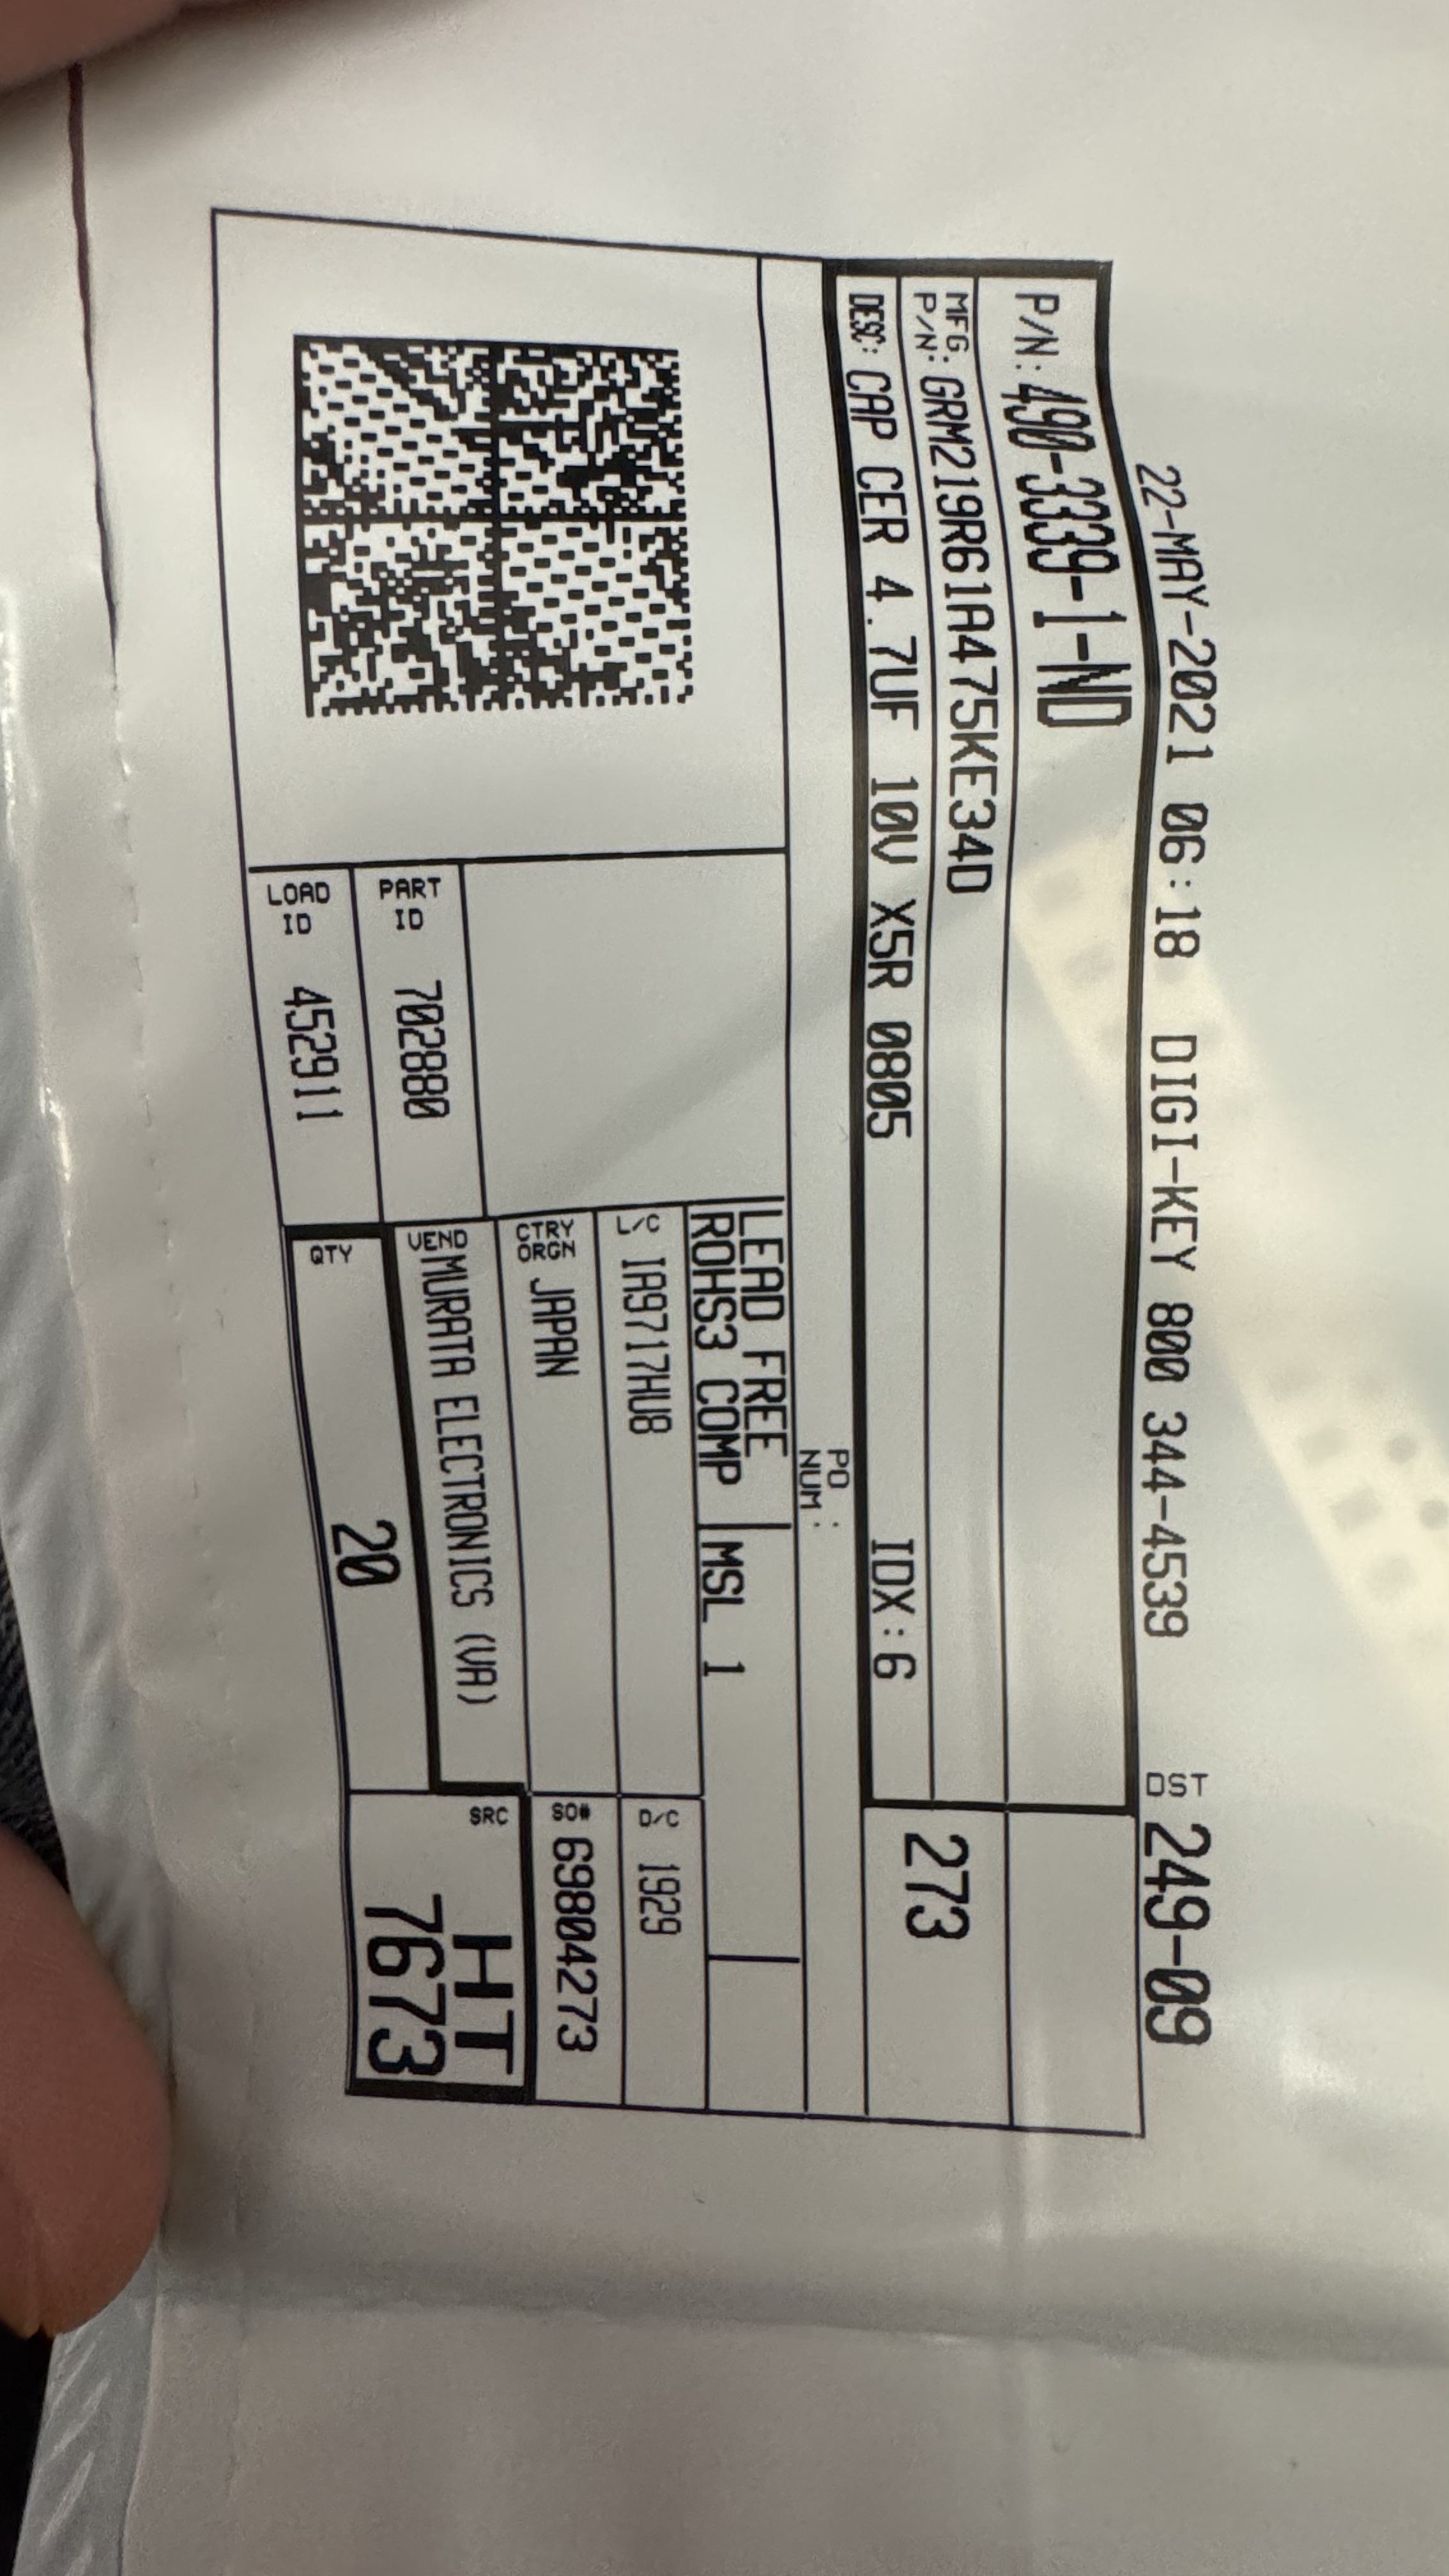 22-MAY-2021 06:18 DIGI-KEY 800 344-4539 DST 249-09
P/N: 490-3339-1-ND
MFG P/N: GRM219R61A475KE34D
273
DESC: CAP CER 4.7UF 10V X5R 0805 IDX:6
PO NUM:
LEAD FREE
ROHS3 COMP MSL 1
L/C IA9717HU8 D/C 1929
CTRY ORGN JAPAN SO# 69804273
PART ID 702880 VEND MURATA ELECTRONICS (VA) SRC HT
LOAD ID 452911 QTY 20 7673